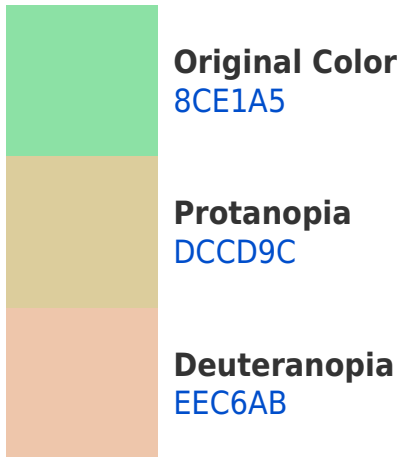 Original Color
8CE1A5
Protanopia
DCCD9C
Deuteranopia
EEC6AB